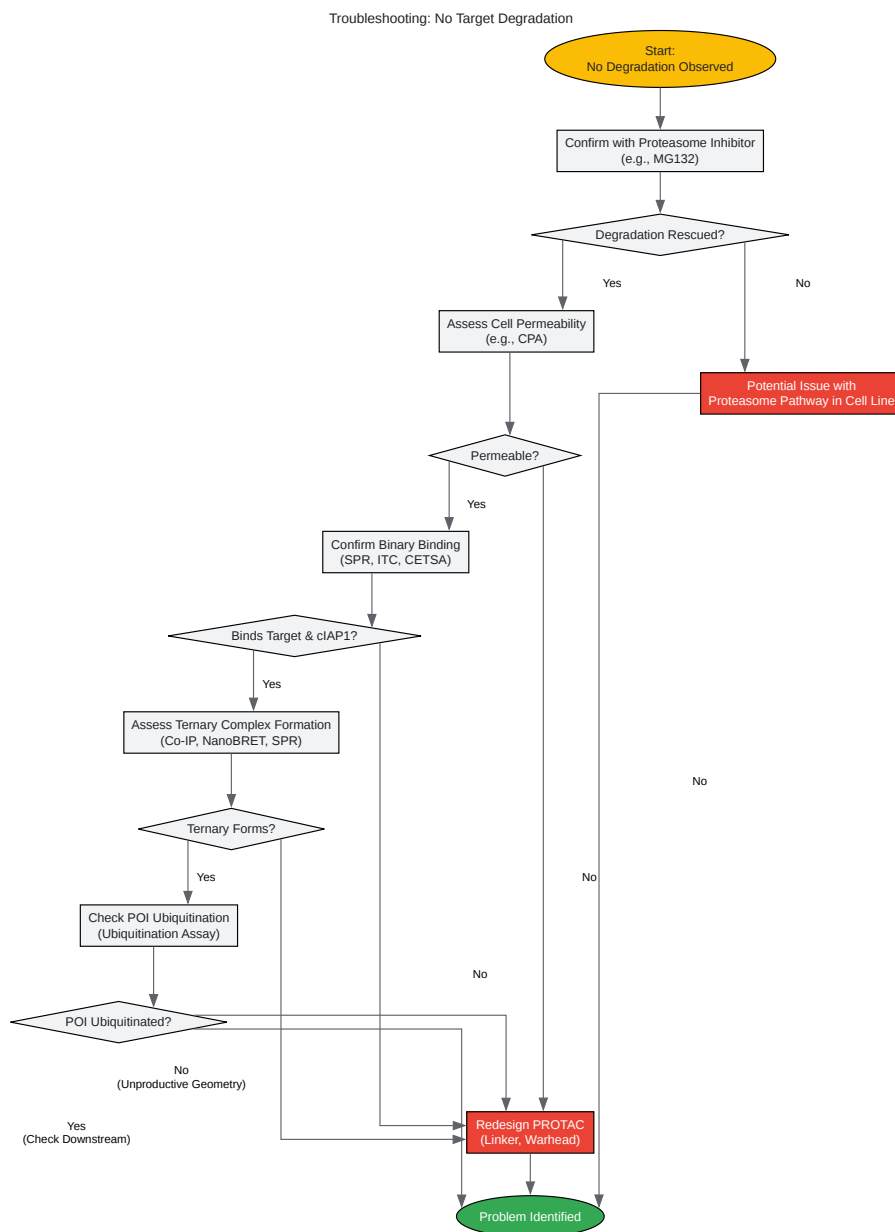 Troubleshooting: No Target Degradation
Start:
No Degradation Observed
Confirm with Proteasome Inhibitor
(e.g., MG132)
Degradation Rescued?
Yes
No
Assess Cell Permeability
(e.g., CPA)
Potential Issue with
Proteasome Pathway in Cell Line
Permeable?
Yes
Confirm Binary Binding
(SPR, ITC, CETSA)
Binds Target & cIAP1?
Yes
Assess Ternary Complex Formation
(Co-IP, NanoBRET, SPR)
No
Ternary Forms?
Yes
No
Check POI Ubiquitination
(Ubiquitination Assay)
No
POI Ubiquitinated?
No
(Unproductive Geometry)
Yes
(Check Downstream)
Redesign PROTAC
(Linker, Warhead)
Problem Identified